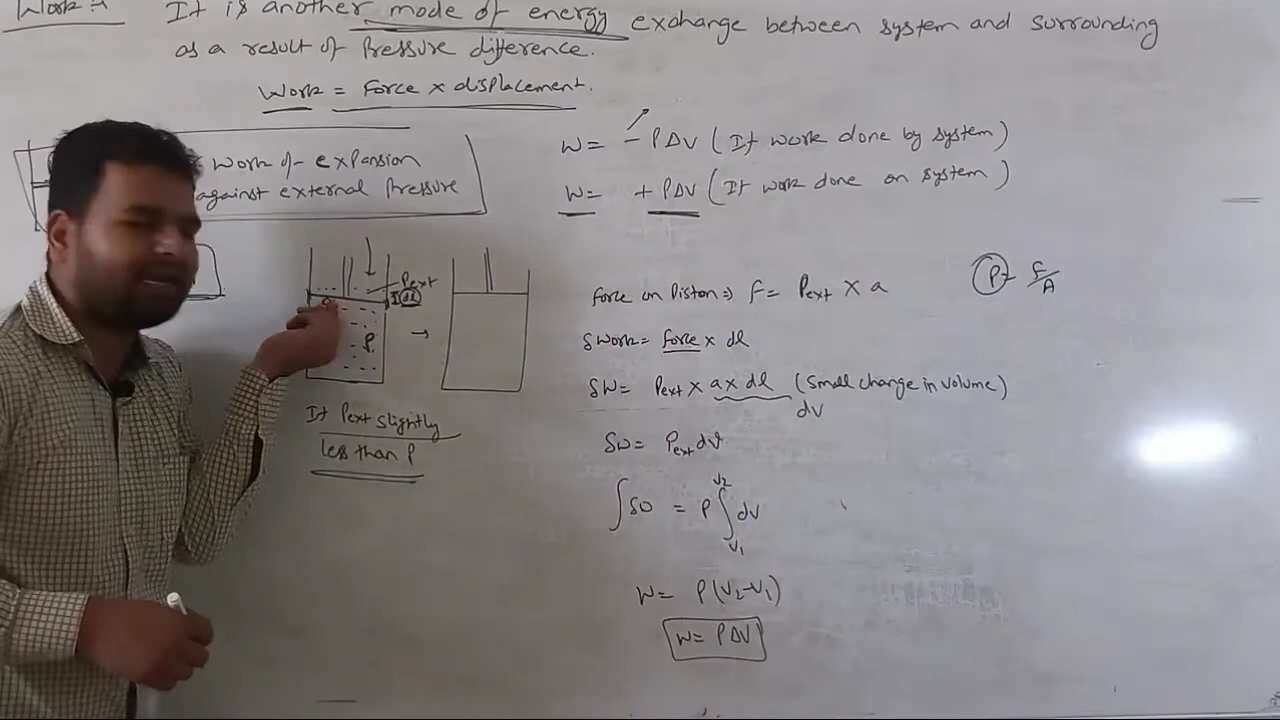 Work :-
It is another mode of energy exchange between system and surrounding
as a result of Pressure difference.
Work = Force × displacement.
Work of expansion
against external Pressure
W = - PΔV ( If work done by system )
W = + PΔV ( If work done on system )
Pext
dl
a
P
→
If Pext slightly
less than P
Force on Piston ⇒ F = Pext × a
P = F/A
δwork = force × dl
δW = Pext × a × dl (Small change in volume)
dV
δW = Pext dV
∫δW = P ∫ dV
V2
V1
W = P(V2-V1)
W = PΔV